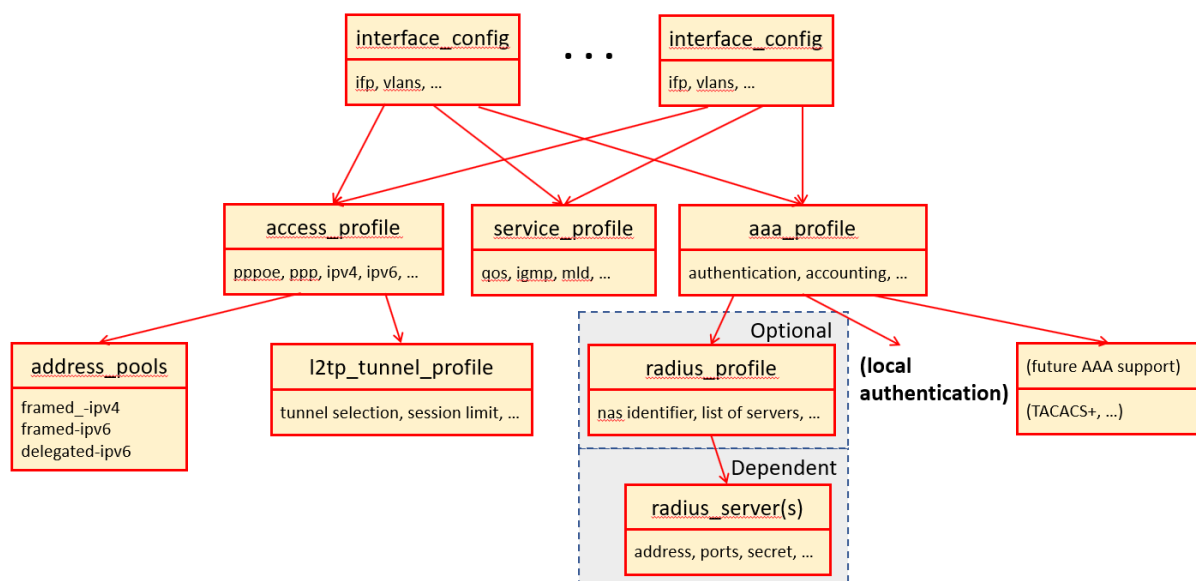 interface_config
ifp, vlans, ...
. . .
interface_config
ifp, vlans, ...
access_profile
pppoe, ppp, ipv4, ipv6, ...
service_profile
qos, igmp, mld, ...
aaa_profile
authentication, accounting, ...
Optional
address_pools
framed_-ipv4
framed-ipv6
delegated-ipv6
l2tp_tunnel_profile
tunnel selection, session limit, ...
radius_profile
nas identifier, list of servers, ...
(local
authentication)
(future AAA support)
(TACACS+, ...)
Dependent
radius_server(s)
address, ports, secret, ...